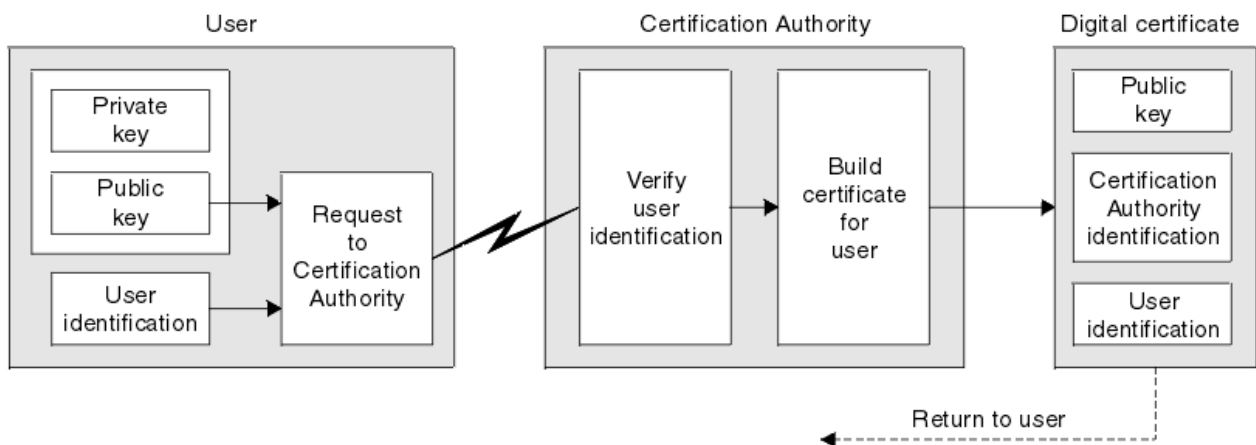 User
Private
key
Public
key
User
identification
Request
to
Certification
Authority
Certification Authority
Verify
user
identification
Build
certificate
for
user
Digital certificate
Public
key
Certification
Authority
identification
User
identification
Return to user